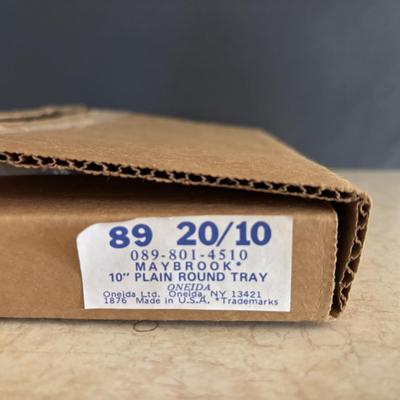 89 20/10
089-801-4510
MAYBROOK*
10" PLAIN ROUND TRAY
ONEIDA
Oneida Ltd. Oneida, NY 13421
1876 Made in U.S.A. *Trademarks